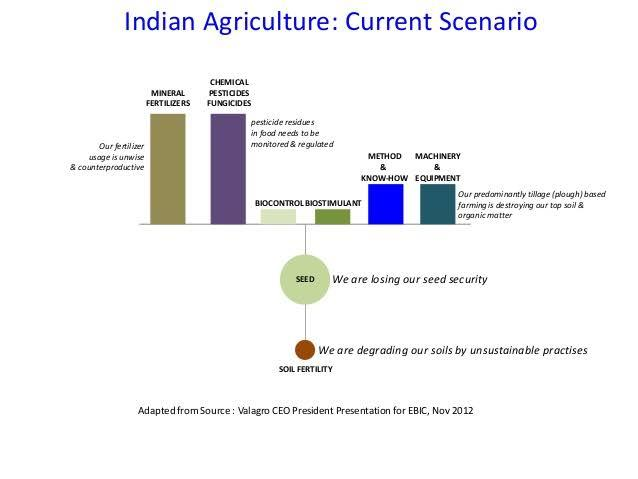 Indian Agriculture: Current Scenario
MINERAL
FERTILIZERS
CHEMICAL
PESTICIDES
FUNGICIDES
Our fertilizer
usage is unwise
& counterproductive
pesticide residues
in food needs to be
monitored & regulated
BIOCONTROL
BIOSTIMULANT
METHOD
&
KNOW-HOW
MACHINERY
&
EQUIPMENT
Our predominantly tillage (plough) based
farming is destroying our top soil &
organic matter
SEED
We are losing our seed security
We are degrading our soils by unsustainable practises
SOIL FERTILITY
Adapted from Source : Valagro CEO President Presentation for EBIC, Nov 2012